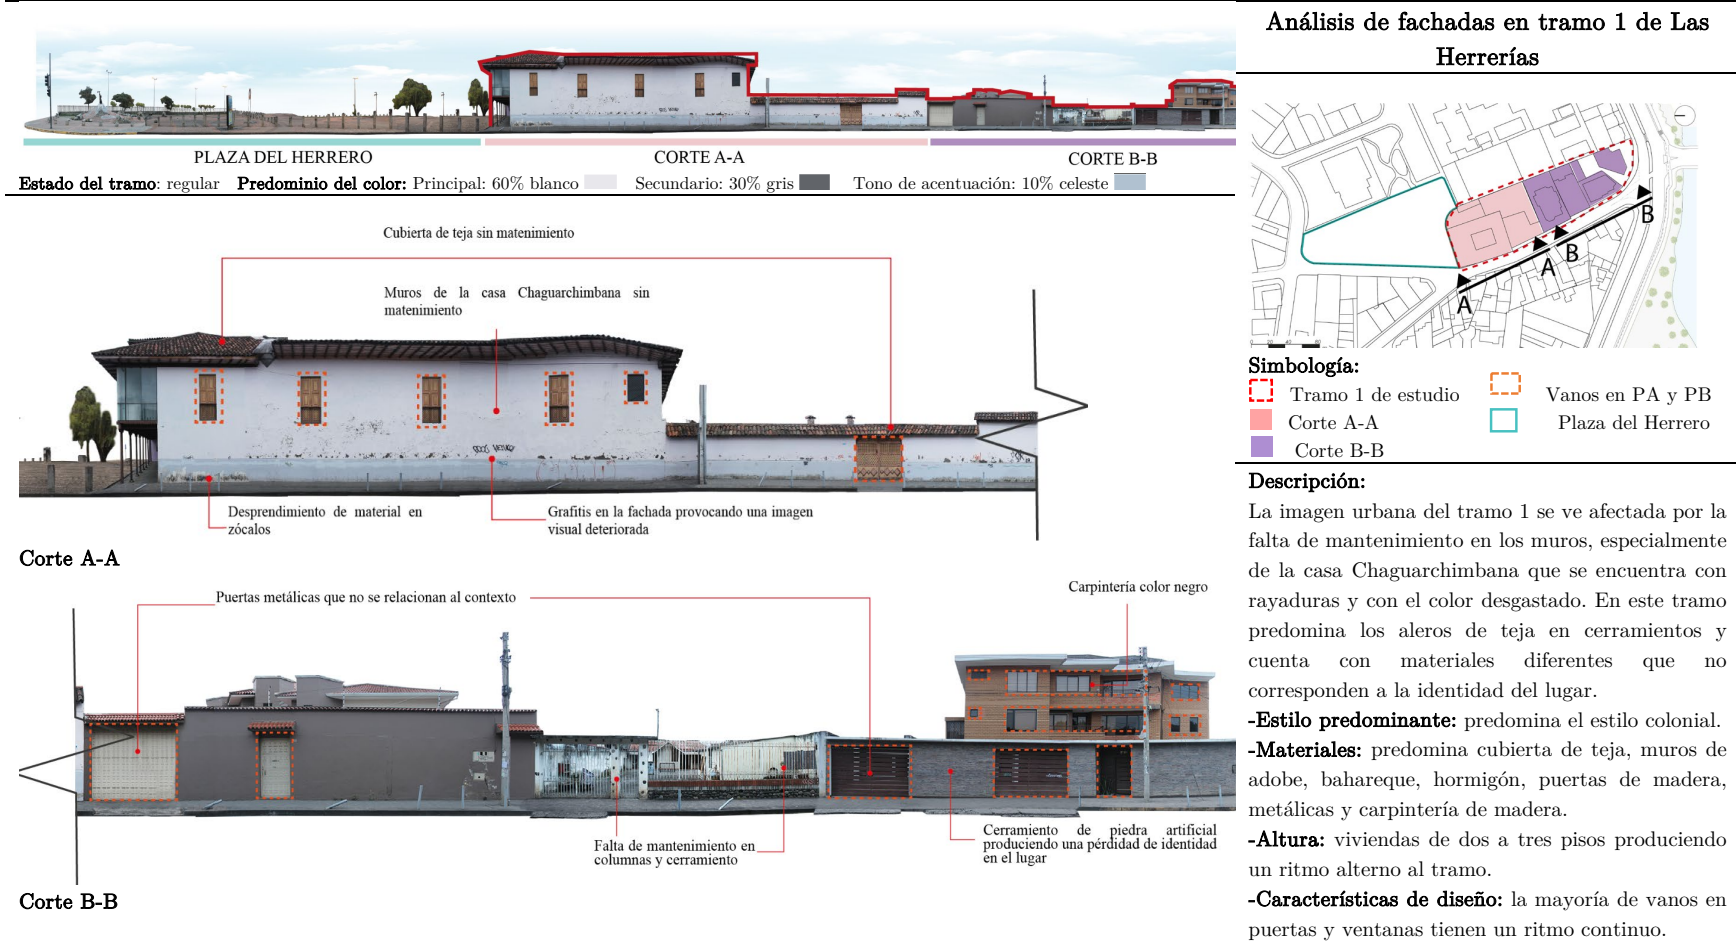 Análisis de fachadas en tramo 1 de Las
Herrerías
PLAZA DEL HERRERO
CORTE A-A
CORTE B-B
Estado del tramo: regular Predominio del color: Principal: 60% blanco Secundario: 30% gris Tono de acentuación: 10% celeste
Cubierta de teja sin matenimiento
Muros de la casa Chaguarchimbana sin
matenimiento
Desprendimiento de material en
zócalos
Grafitis en la fachada provocando una imagen
visual deteriorada
Corte A-A
Puertas metálicas que no se relacionan al contexto
Carpintería color negro
Falta de mantenimiento en
columnas y cerramiento
Cerramiento de piedra artificial
produciendo una pérdida de identidad
en el lugar
Corte B-B
A
A
B
B
Simbología:
Tramo 1 de estudio
Vanos en PA y PB
Corte A-A
Plaza del Herrero
Corte B-B
Descripción:
La imagen urbana del tramo 1 se ve afectada por la
falta de mantenimiento en los muros, especialmente
de la casa Chaguarchimbana que se encuentra con
rayaduras y con el color desgastado. En este tramo
predomina los aleros de teja en cerramientos y
cuenta con materiales diferentes que no
corresponden a la identidad del lugar.
-Estilo predominante: predomina el estilo colonial.
-Materiales: predomina cubierta de teja, muros de
adobe, bahareque, hormigón, puertas de madera,
metálicas y carpintería de madera.
-Altura: viviendas de dos a tres pisos produciendo
un ritmo alterno al tramo.
-Características de diseño: la mayoría de vanos en
puertas y ventanas tienen un ritmo continuo.